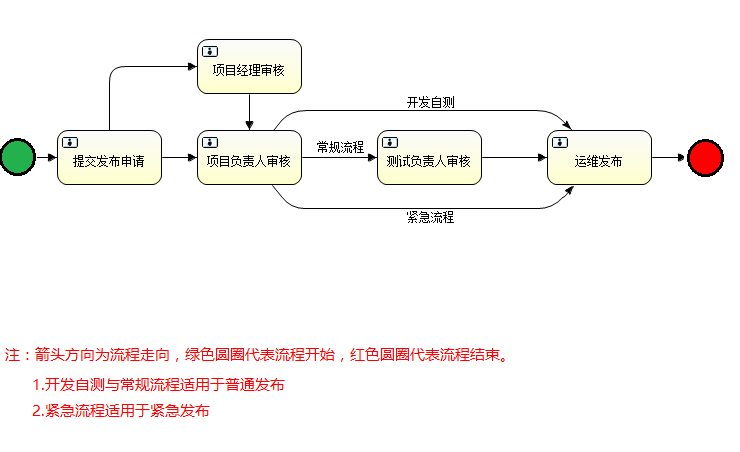 项目经理审核
开发自测
提交发布申请
项目负责人审核
常规流程
测试负责人审核
运维发布
紧急流程
注：箭头方向为流程走向，绿色圆圈代表流程开始，红色圆圈代表流程结束。
1.开发自测与常规流程适用于普通发布
2.紧急流程适用于紧急发布